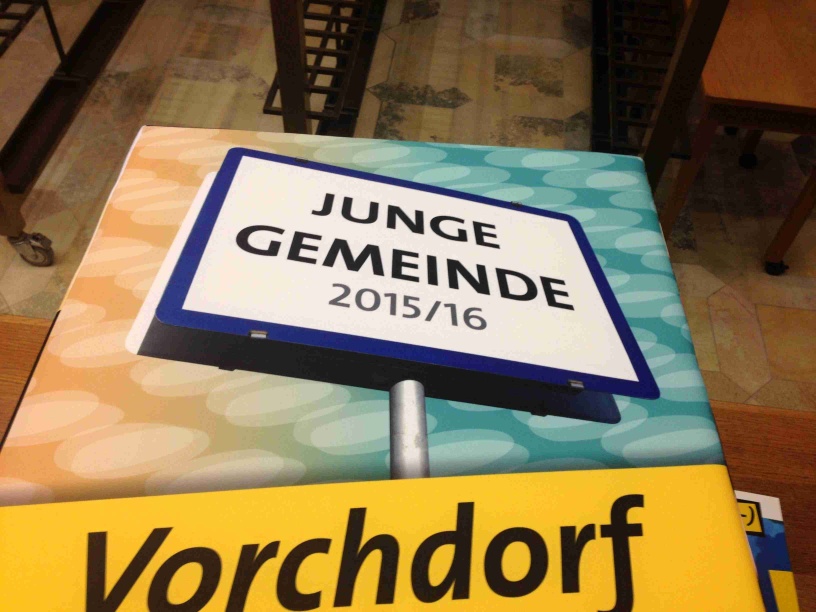 JUNGE
GEMEINDE
2015/16
Vorchdorf
-)